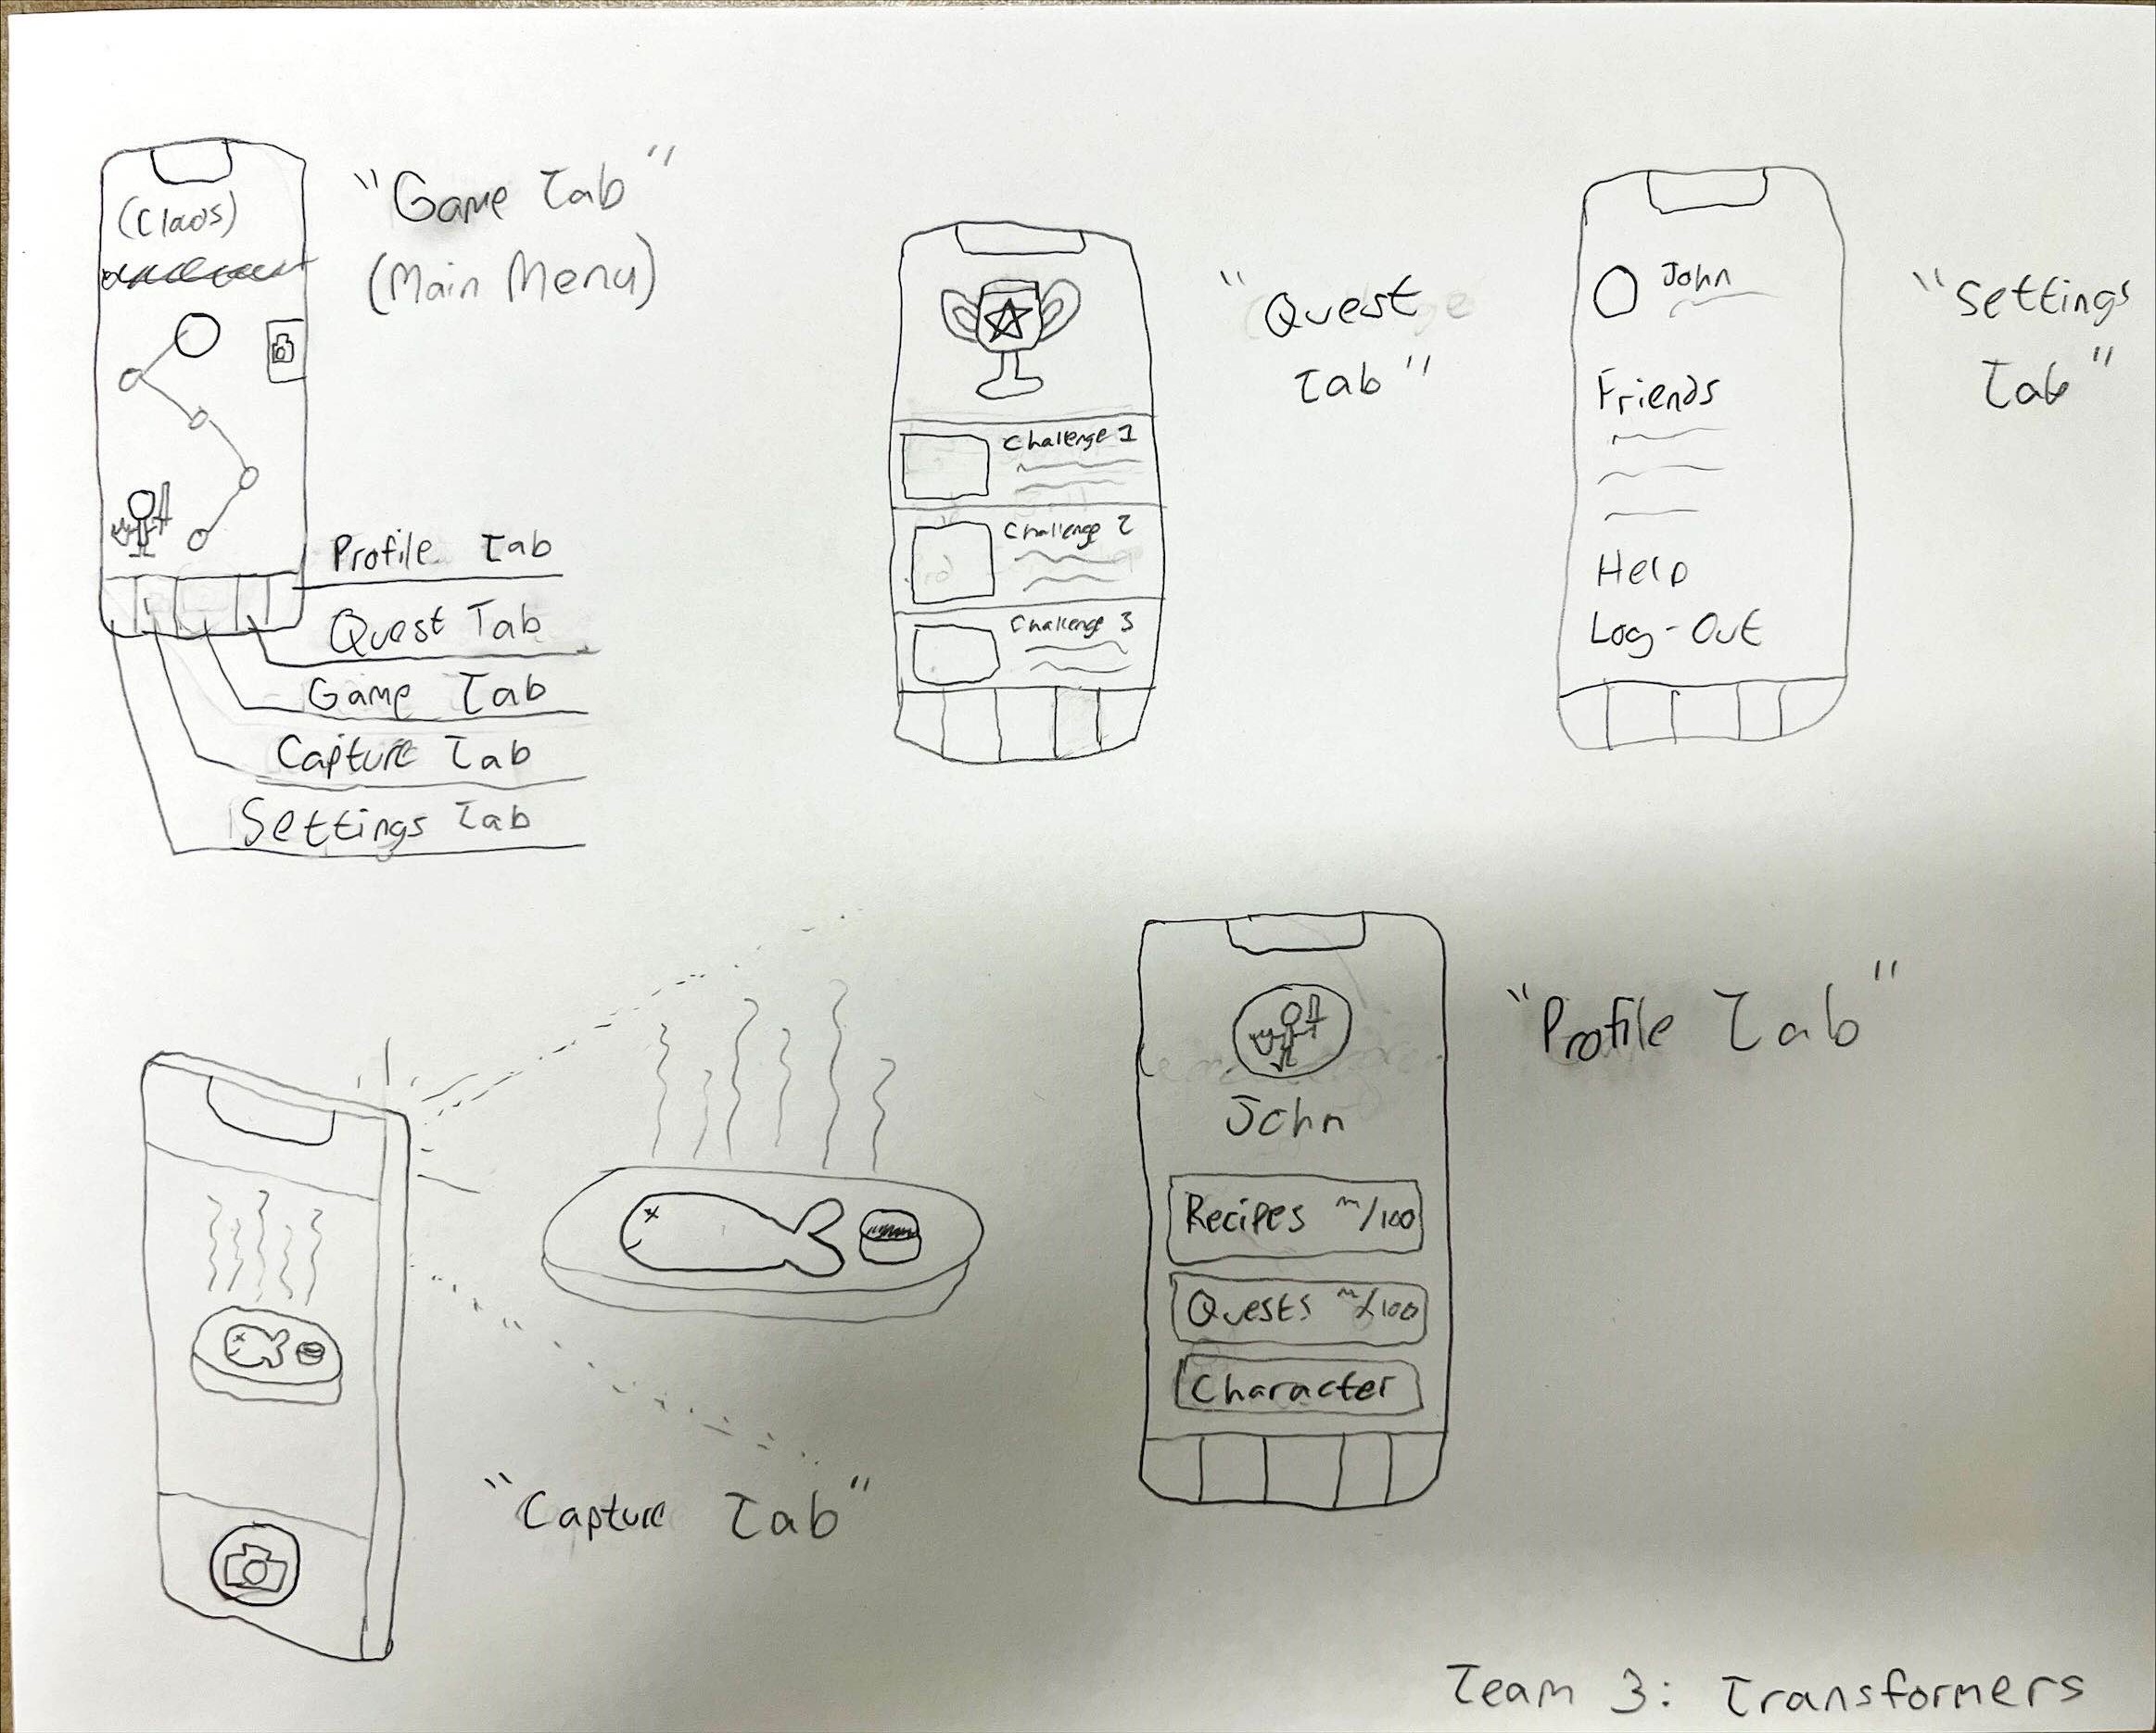 (Claos)
"Game Tab"
(Main Menu)
Profile Tab
Quest Tab
Game Tab
Capture Tab
Settings Tab
"Quest
Tab"
Challenge 1
Challenge 2
Challenge 3
"Settings
Tab"
John
Friends
Help
Log-Out
"Capture Tab"
"Profile Tab"
John
Recipes /100
Quests /100
Character
Team 3: Transformers